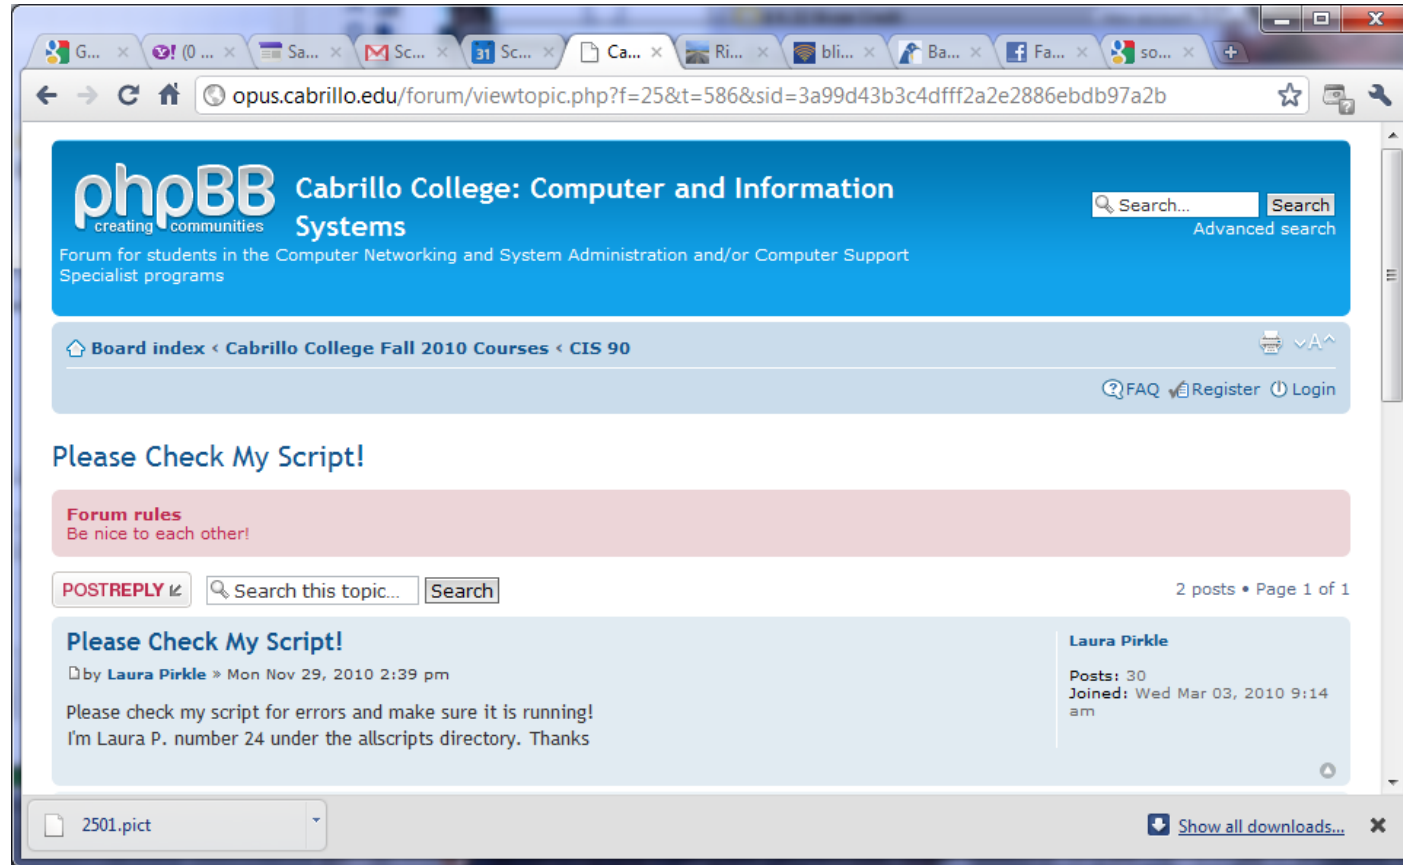 G...
(0 ...
Sa...
Sc...
31 Sc...
Ca...
Ri...
bli...
Ba...
Fa...
so...
opus.cabrillo.edu/forum/viewtopic.php?f=25&t=586&sid=3a99d43b3c4dfff2a2e2886ebdb97a2b
phpBB
creating communities
Cabrillo College: Computer and Information
Systems
Forum for students in the Computer Networking and System Administration and/or Computer Support
Specialist programs
Search...
Search
Advanced search
Board index ‹ Cabrillo College Fall 2010 Courses ‹ CIS 90
FAQ Register Login
Please Check My Script!
Forum rules
Be nice to each other!
POSTREPLY
Search this topic...
Search
2 posts • Page 1 of 1
Please Check My Script!
by Laura Pirkle » Mon Nov 29, 2010 2:39 pm
Please check my script for errors and make sure it is running!
I'm Laura P. number 24 under the allscripts directory. Thanks
Laura Pirkle
Posts: 30
Joined: Wed Mar 03, 2010 9:14
am
2501.pict
Show all downloads...